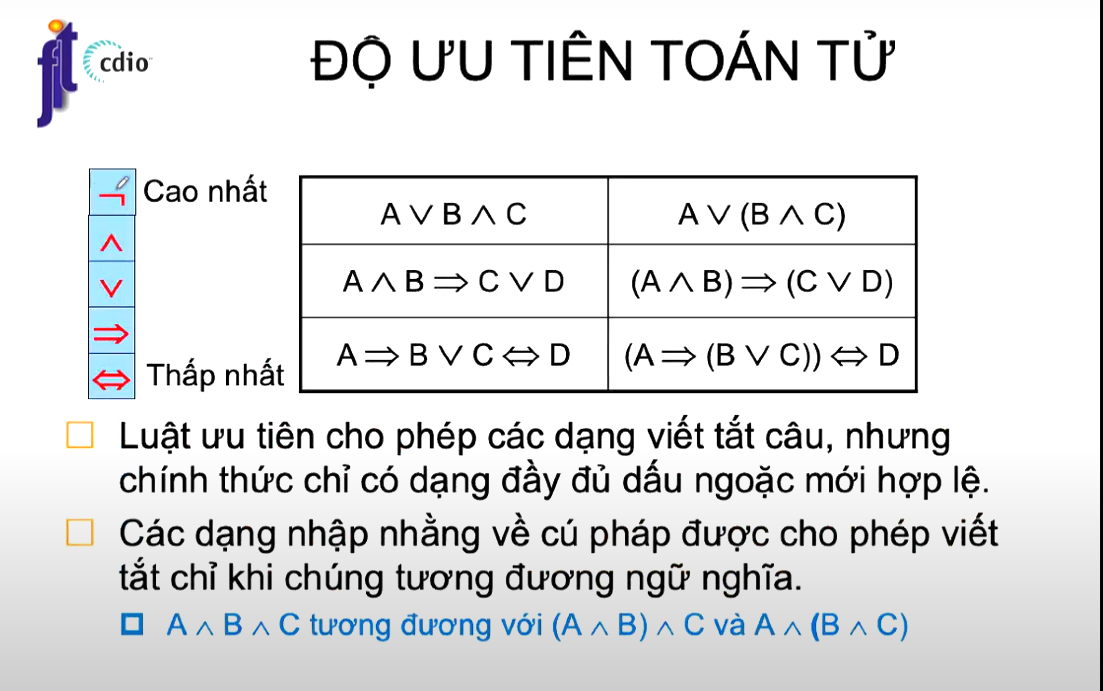 fit cdio
ĐỘ ƯU TIÊN TOÁN TỬ
¬ Cao nhất
∧
∨
⇒
⇔ Thấp nhất
A ∨ B ∧ C A ∨ (B ∧ C)
A ∧ B ⇒ C ∨ D (A ∧ B) ⇒ (C ∨ D)
A ⇒ B ∨ C ⇔ D (A ⇒ (B ∨ C)) ⇔ D
Luật ưu tiên cho phép các dạng viết tắt câu, nhưng
chính thức chỉ có dạng đầy đủ dấu ngoặc mới hợp lệ.
Các dạng nhập nhằng về cú pháp được cho phép viết
tắt chỉ khi chúng tương đương ngữ nghĩa.
A ∧ B ∧ C tương đương với (A ∧ B) ∧ C và A ∧ (B ∧ C)